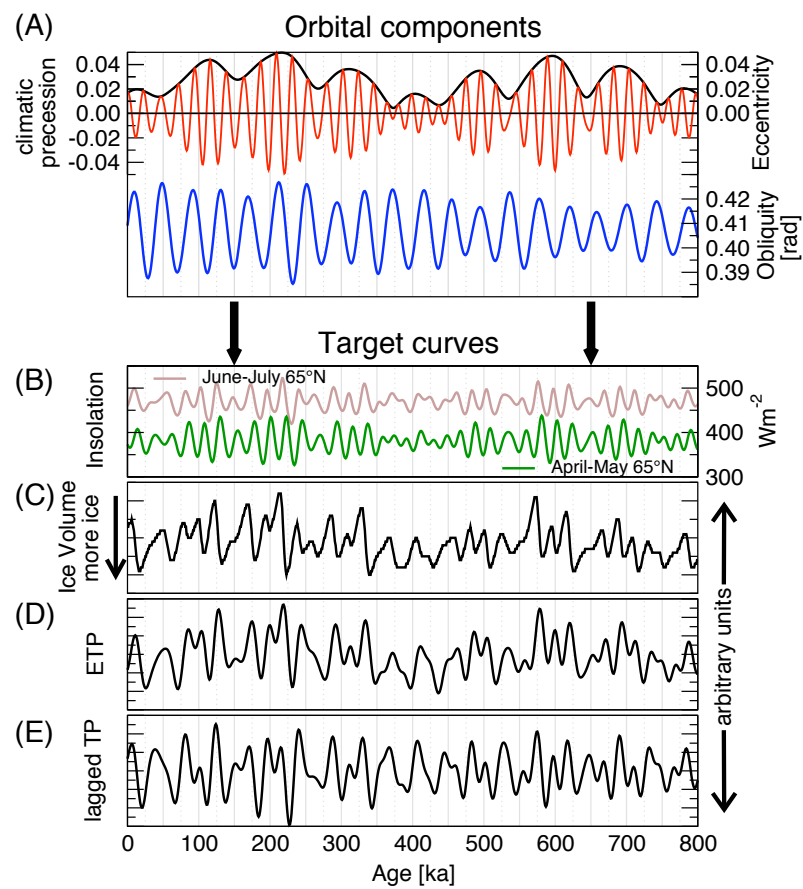 (A) Orbital components
climatic
precession
0.04
0.02
0.00
-0.02
-0.04
0.04
0.02
0.00
Eccentricity
0.42
0.41
0.40
0.39
Obliquity
[rad]
Target curves
(B)
Insolation
June-July 65°N
April-May 65°N
500
400
300
Wm-2
(C)
Ice Volume
more ice
(D)
ETP
(E)
lagged TP
arbitrary units
0 100 200 300 400 500 600 700 800
Age [ka]